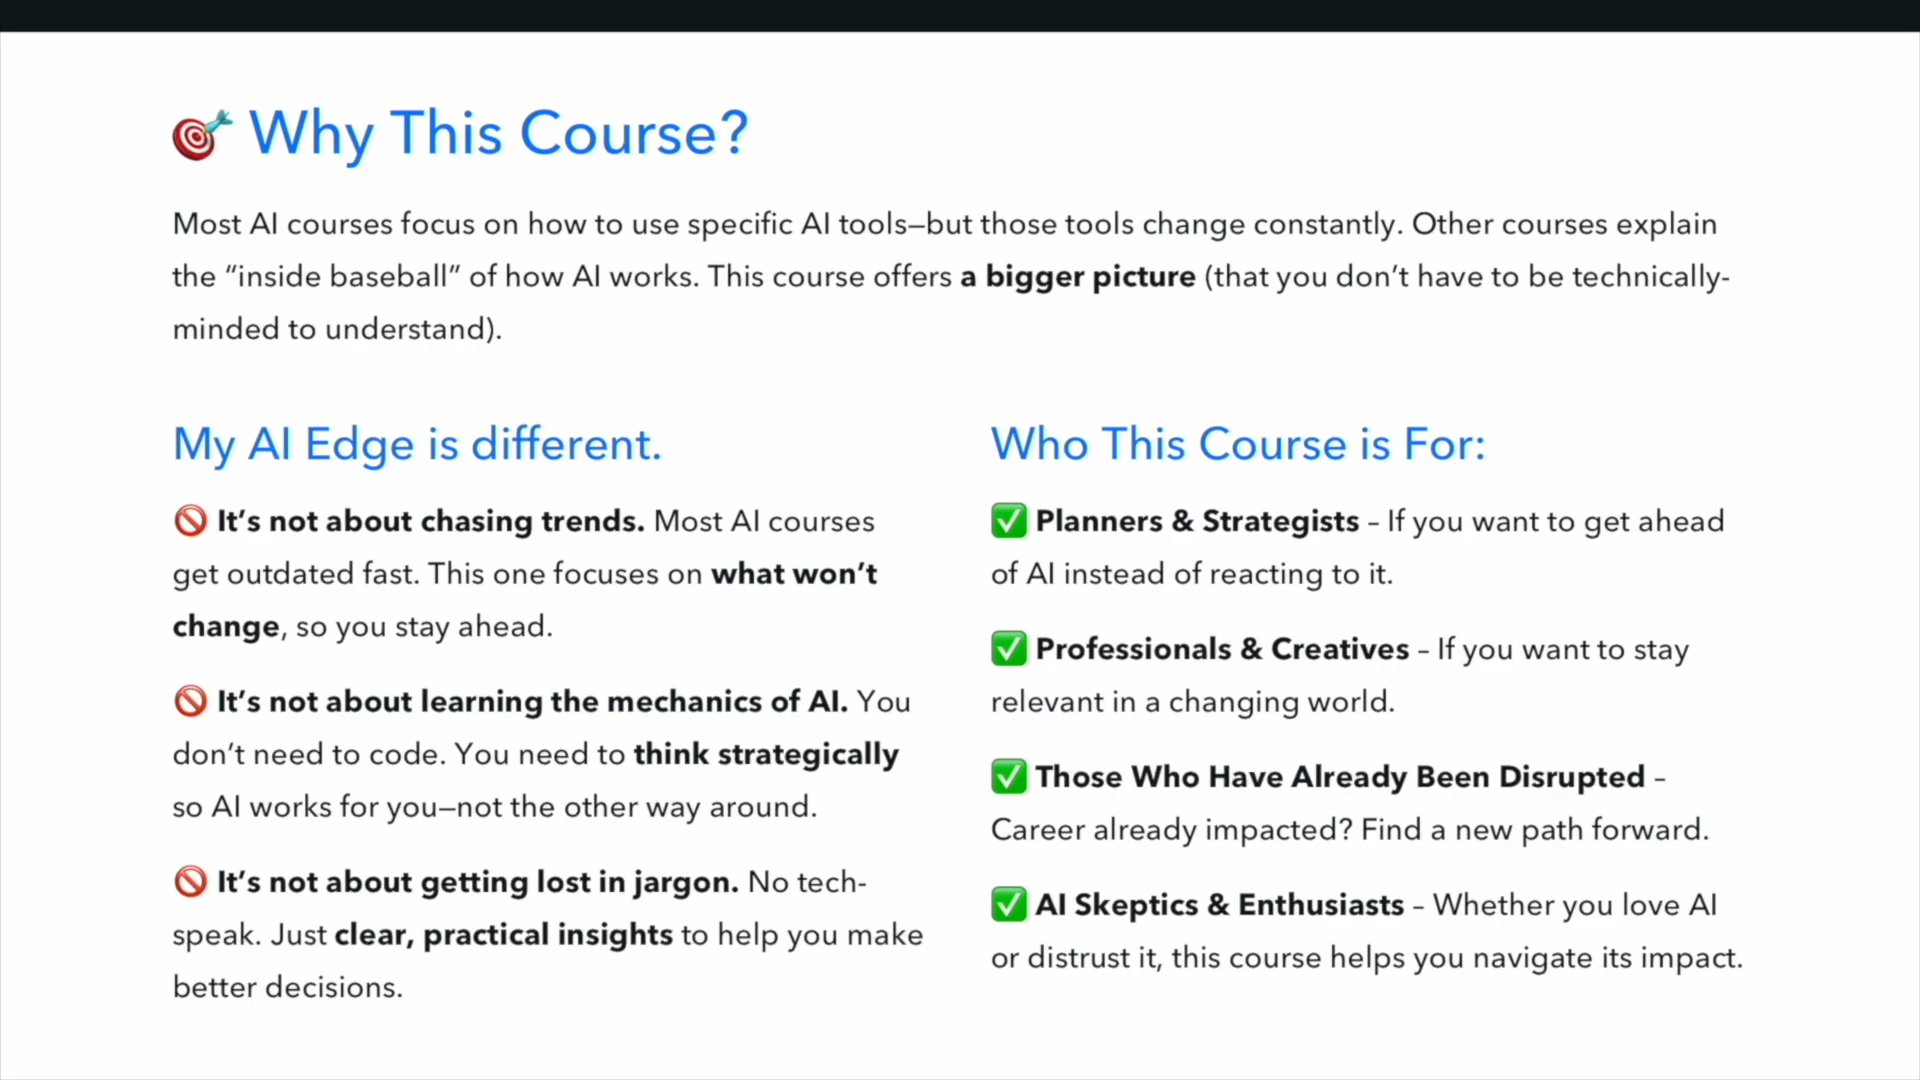 🎯 Why This Course?
Most AI courses focus on how to use specific AI tools—but those tools change constantly. Other courses explain
the “inside baseball” of how AI works. This course offers a bigger picture (that you don’t have to be technically-
minded to understand).
My AI Edge is different.
🚫 It’s not about chasing trends. Most AI courses
get outdated fast. This one focuses on what won’t
change, so you stay ahead.
🚫 It’s not about learning the mechanics of AI. You
don’t need to code. You need to think strategically
so AI works for you—not the other way around.
🚫 It’s not about getting lost in jargon. No tech-
speak. Just clear, practical insights to help you make
better decisions.
Who This Course is For:
✅ Planners & Strategists – If you want to get ahead
of AI instead of reacting to it.
✅ Professionals & Creatives – If you want to stay
relevant in a changing world.
✅ Those Who Have Already Been Disrupted –
Career already impacted? Find a new path forward.
✅ AI Skeptics & Enthusiasts – Whether you love AI
or distrust it, this course helps you navigate its impact.